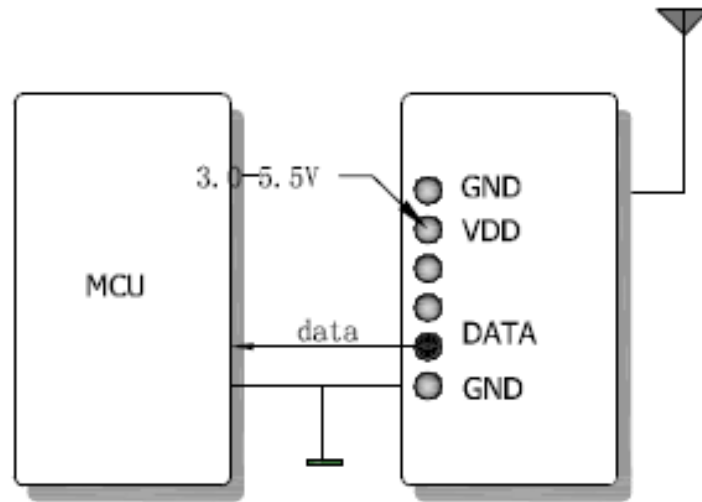 3.0-5.5V
GND
VDD
MCU
data
DATA
GND